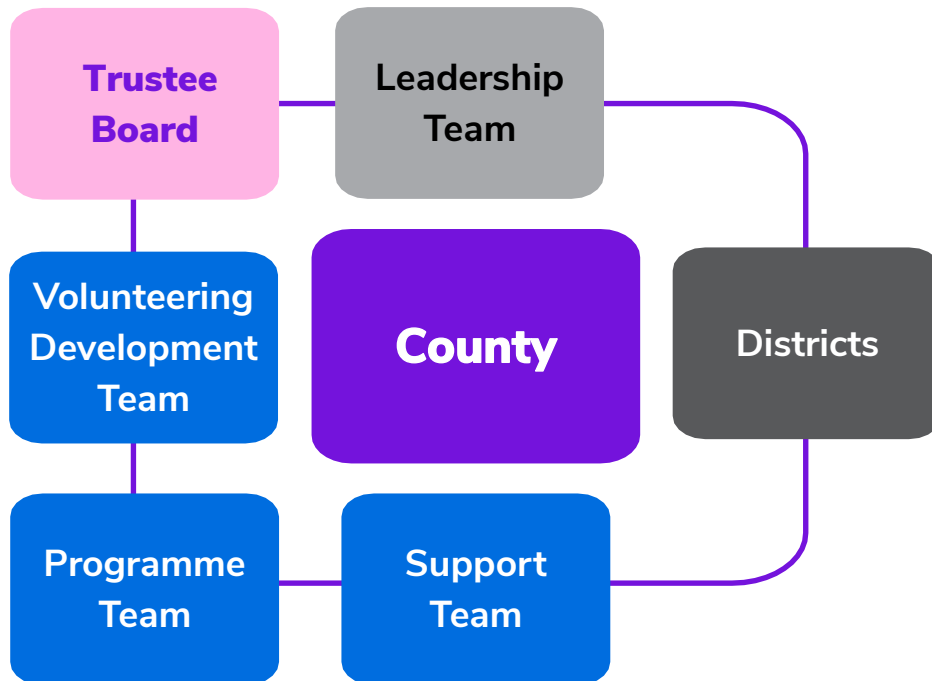 Trustee
Board
Leadership
Team
Volunteering
Development
Team
County
Districts
Programme
Team
Support
Team